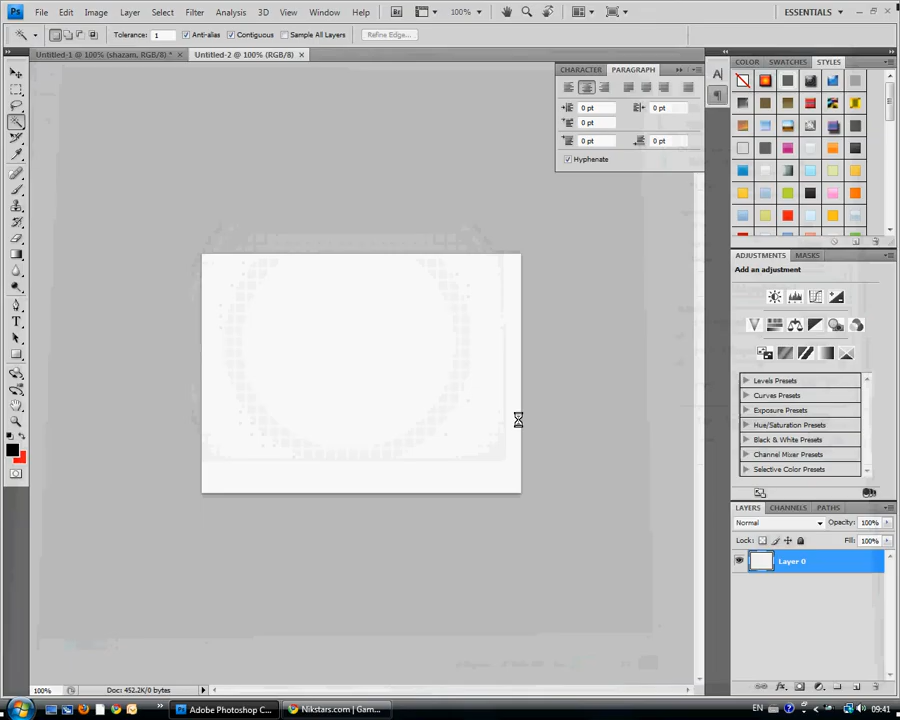 Ps File Edit Image Layer Select Filter Analysis 3D View Window Help Br 100% ESSENTIALS
Tolerance: 1 Anti-alias Contiguous Sample All Layers Refine Edge...
Untitled-1 @ 100% (shazam, RGB/8) * Untitled-2 @ 100% (RGB/8)
CHARACTER PARAGRAPH
0 pt 0 pt
0 pt
0 pt 0 pt
Hyphenate
COLOR SWATCHES STYLES
ADJUSTMENTS MASKS
Add an adjustment
Levels Presets
Curves Presets
Exposure Presets
Hue/Saturation Presets
Black & White Presets
Channel Mixer Presets
Selective Color Presets
LAYERS CHANNELS PATHS
Normal Opacity: 100%
Lock: Fill: 100%
Layer 0
100% Doc: 452.2K/0 bytes
Adobe Photoshop C... Nikstars.com | Gam... EN 09:41